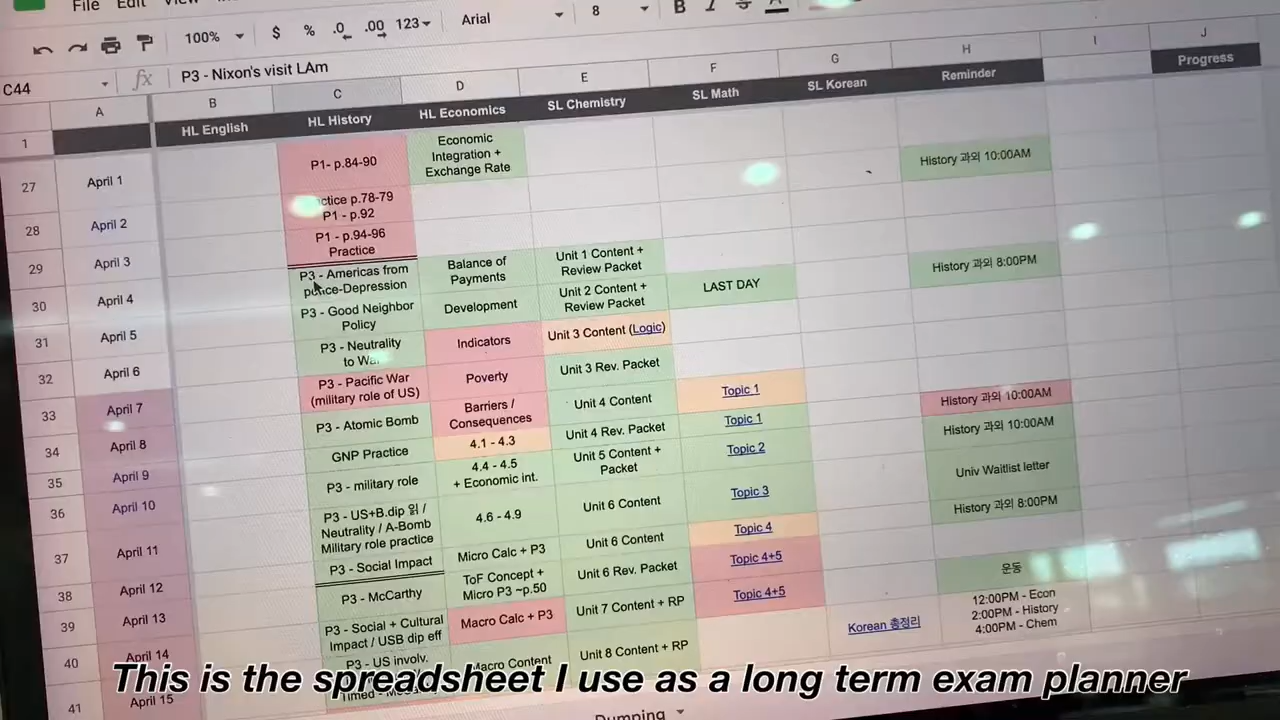 File Edit View
100% $ % .0 .00 123 Arial 8 B I S A
C44 fx P3 - Nixon's visit LAm
A B C D E F G H I J
1 HL English HL History HL Economics SL Chemistry SL Math SL Korean Reminder Progress
27 April 1 P1- p.84-90 Economic
Integration +
Exchange Rate
History 과외 10:00AM
28 April 2 p.78-79
P1 - p.92
29 April 3 P1 - p.94-96
Practice
30 April 4 P3 - Americas from
-Depression
Balance of
Payments
Unit 1 Content +
Review Packet
History 과외 8:00PM
31 April 5 P3 - Good Neighbor
Policy
Development
Unit 2 Content +
Review Packet
LAST DAY
32 April 6 P3 - Neutrality
to
Indicators
Unit 3 Content (Logic)
33 April 7 P3 - Pacific War
(military role of US)
Poverty
Unit 3 Rev. Packet
34 April 8 P3 - Atomic Bomb
Barriers /
Consequences
Unit 4 Content
Topic 1
History 과외 10:00AM
35 April 9 GNP Practice
4.1 - 4.3
Unit 4 Rev. Packet
Topic 1
History 과외 10:00AM
36 April 10 P3 - military role
4.4 - 4.5
+ Economic int.
Unit 5 Content +
Packet
Topic 2
Univ Waitlist letter
37 April 11 P3 - US+B.dip 읽 /
Neutrality / A-Bomb
Military role practice
4.6 - 4.9
Unit 6 Content
Topic 3
History 과외 8:00PM
38 April 12 P3 - Social Impact
Micro Calc + P3
Unit 6 Content
Topic 4
39 April 13 P3 - McCarthy
ToF Concept +
Micro P3 ~p.50
Unit 6 Rev. Packet
Topic 4+5
운동
40 April 14 P3 - Social + Cultural
Impact / USB dip eff
Macro Calc + P3
Unit 7 Content + RP
Topic 4+5
Korean 총정리
12:00PM - Econ
2:00PM - History
4:00PM - Chem
41 April 15 P3 - US involv.
Timed -
Macro Content
Unit 8 Content + RP
This is the spreadsheet I use as a long term exam planner
Dumping